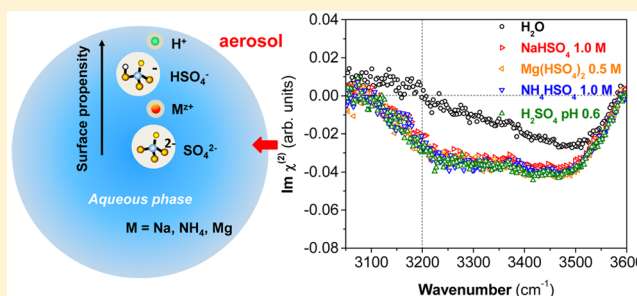 Surface propensity
H⁺
aerosol
HSO₄⁻
-
Mᶻ⁺
2-
SO₄²⁻
Aqueous phase
M = Na, NH₄, Mg
Im χ⁽²⁾ (arb. units)
0.04
0.02
0.00
-0.02
-0.04
-0.06
-0.08
H₂O
NaHSO₄ 1.0 M
Mg(HSO₄)₂ 0.5 M
NH₄HSO₄ 1.0 M
H₂SO₄ pH 0.6
3100 3200 3300 3400 3500 3600
Wavenumber (cm⁻¹)